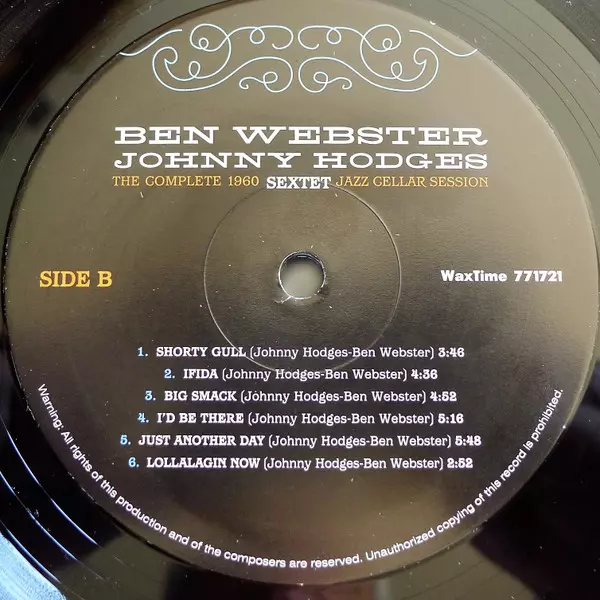 BEN WEBSTER
JOHNNY HODGES
THE COMPLETE 1960 SEXTET JAZZ CELLAR SESSION
SIDE B
WaxTime 771721
1. SHORTY GULL (Johnny Hodges-Ben Webster) 3:46
2. IFIDA (Johnny Hodges-Ben Webster) 4:36
3. BIG SMACK (Johnny Hodges-Ben Webster) 4:52
4. I'D BE THERE (Johnny Hodges-Ben Webster) 5:16
5. JUST ANOTHER DAY (Johnny Hodges-Ben Webster) 5:48
6. LOLLALAGIN NOW (Johnny Hodges-Ben Webster) 2:52
Warning: All rights of this production and of the composers are reserved. Unauthorized copying of this record is prohibited.